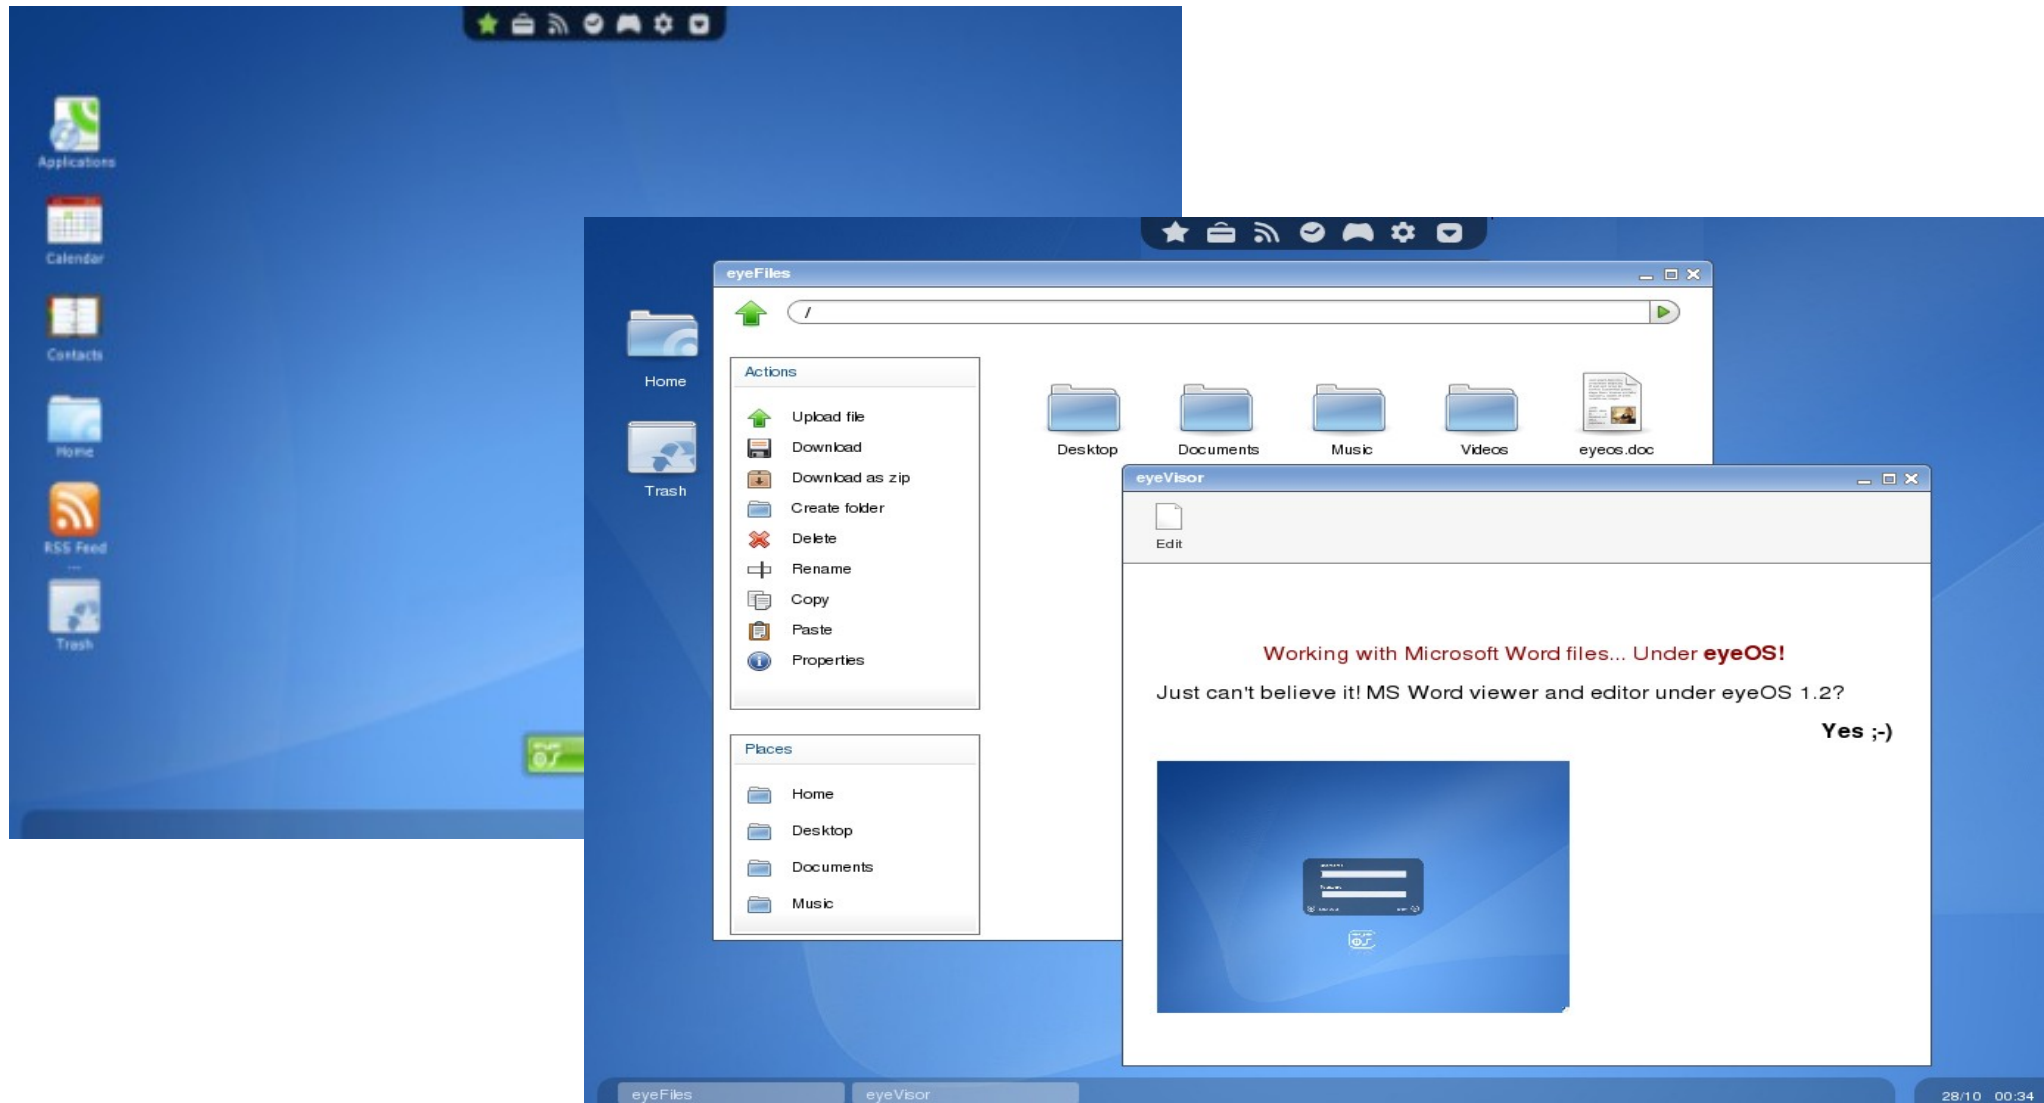 Applications
Calendar
Contacts
Home
RSS Feed
...
Trash
Home
Trash
eyeFiles
/
Actions
Upload file
Download
Download as zip
Create folder
Delete
Rename
Copy
Paste
Properties
Places
Home
Desktop
Documents
Music
Desktop
Documents
Music
Videos
eyeos.doc
eyeVisor
Edit
Working with Microsoft Word files... Under eyeOS!
Just can't believe it! MS Word viewer and editor under eyeOS 1.2?
Yes ;-)
eyeFiles
eyeVisor
28/10 00:34